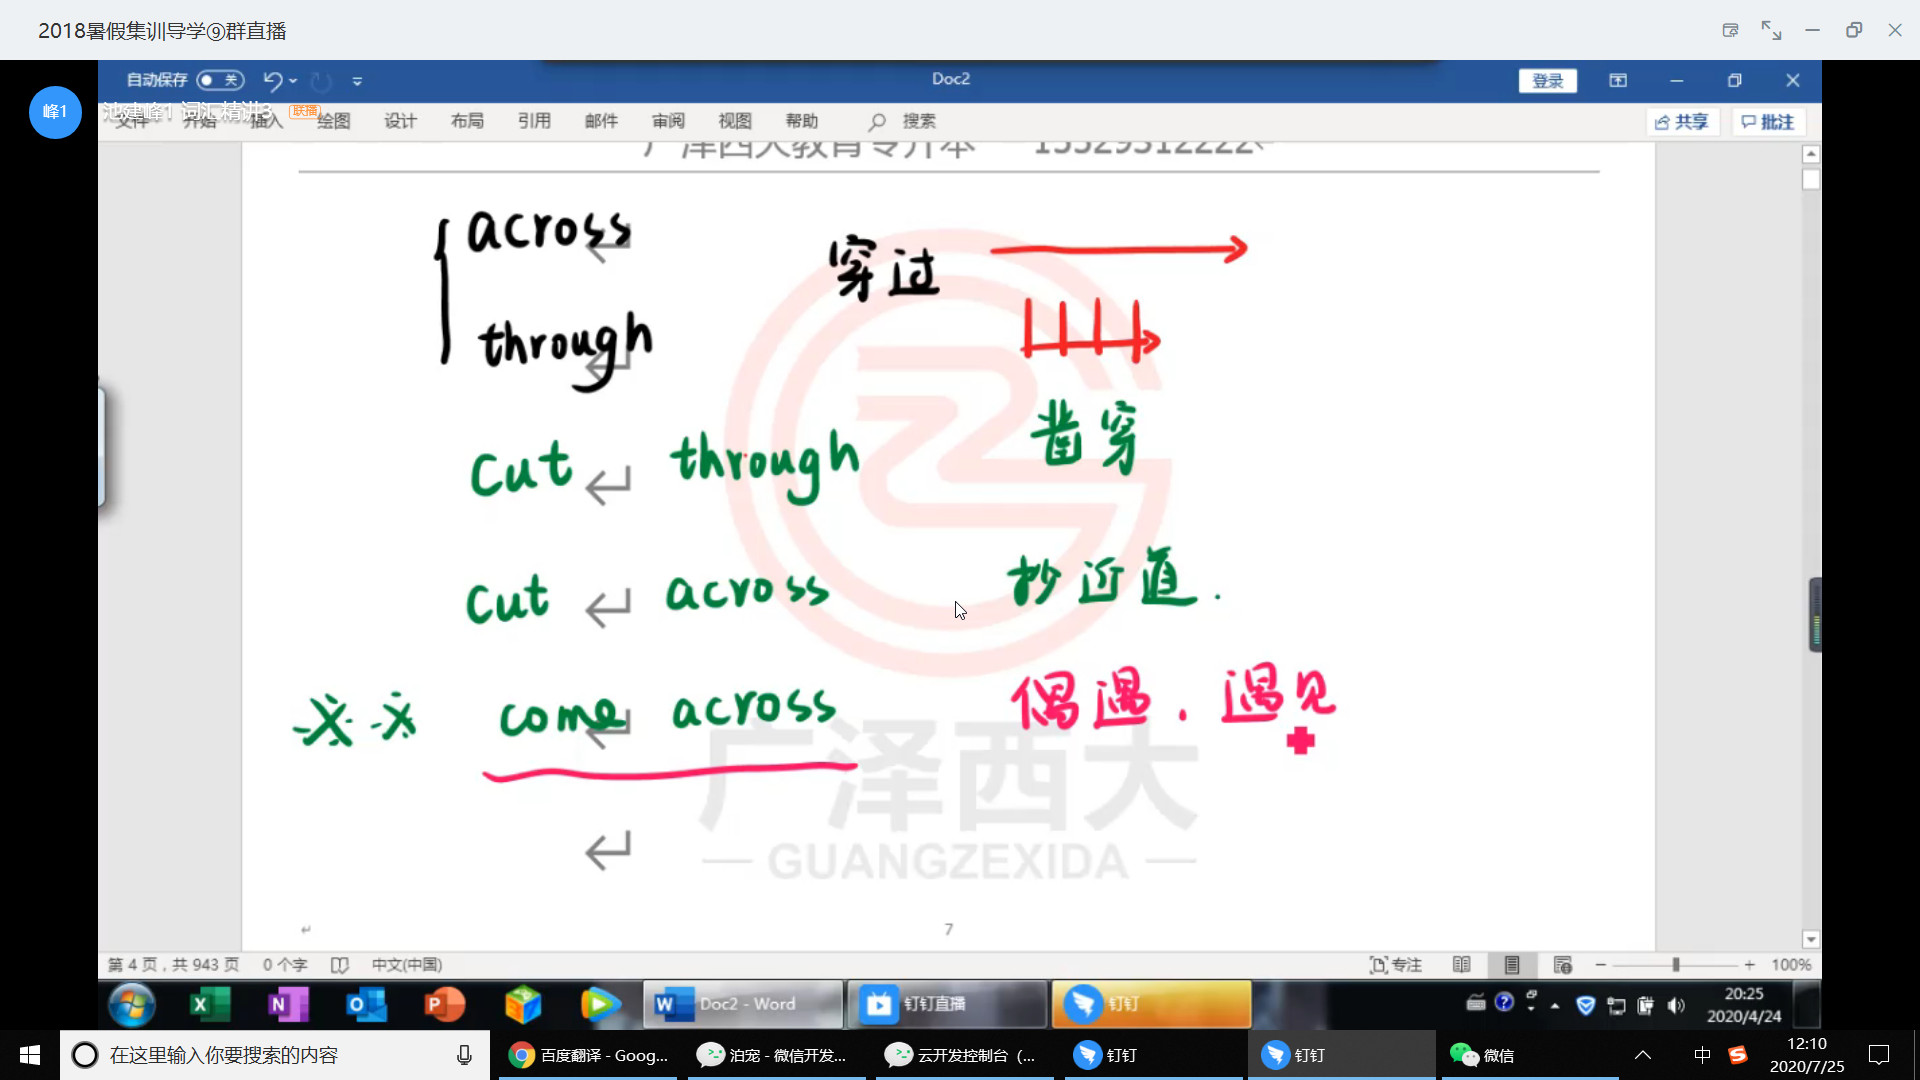 2018暑假集训导学⑨群直播
自动保存 关 Doc2 登录
峰1 池建峰1 词汇精讲3 联播
文件 开始 插入 绘图 设计 布局 引用 邮件 审阅 视图 帮助 搜索 共享 批注
广泽西大教育专升本 15529312222
across
穿过
through
cut through 凿穿
cut across 抄近道.
come across 偶遇. 遇见
广泽西大
GUANGZEXIDA
7
第 4 页,共 943 页 0 个字 中文(中国) 专注 100%
Doc2 - Word 钉钉直播 钉钉 20:25
2020/4/24
在这里输入你要搜索的内容 百度翻译 - Goog... 泊宠 - 微信开发... 云开发控制台 (... 钉钉 钉钉 微信 中 12:10
2020/7/25